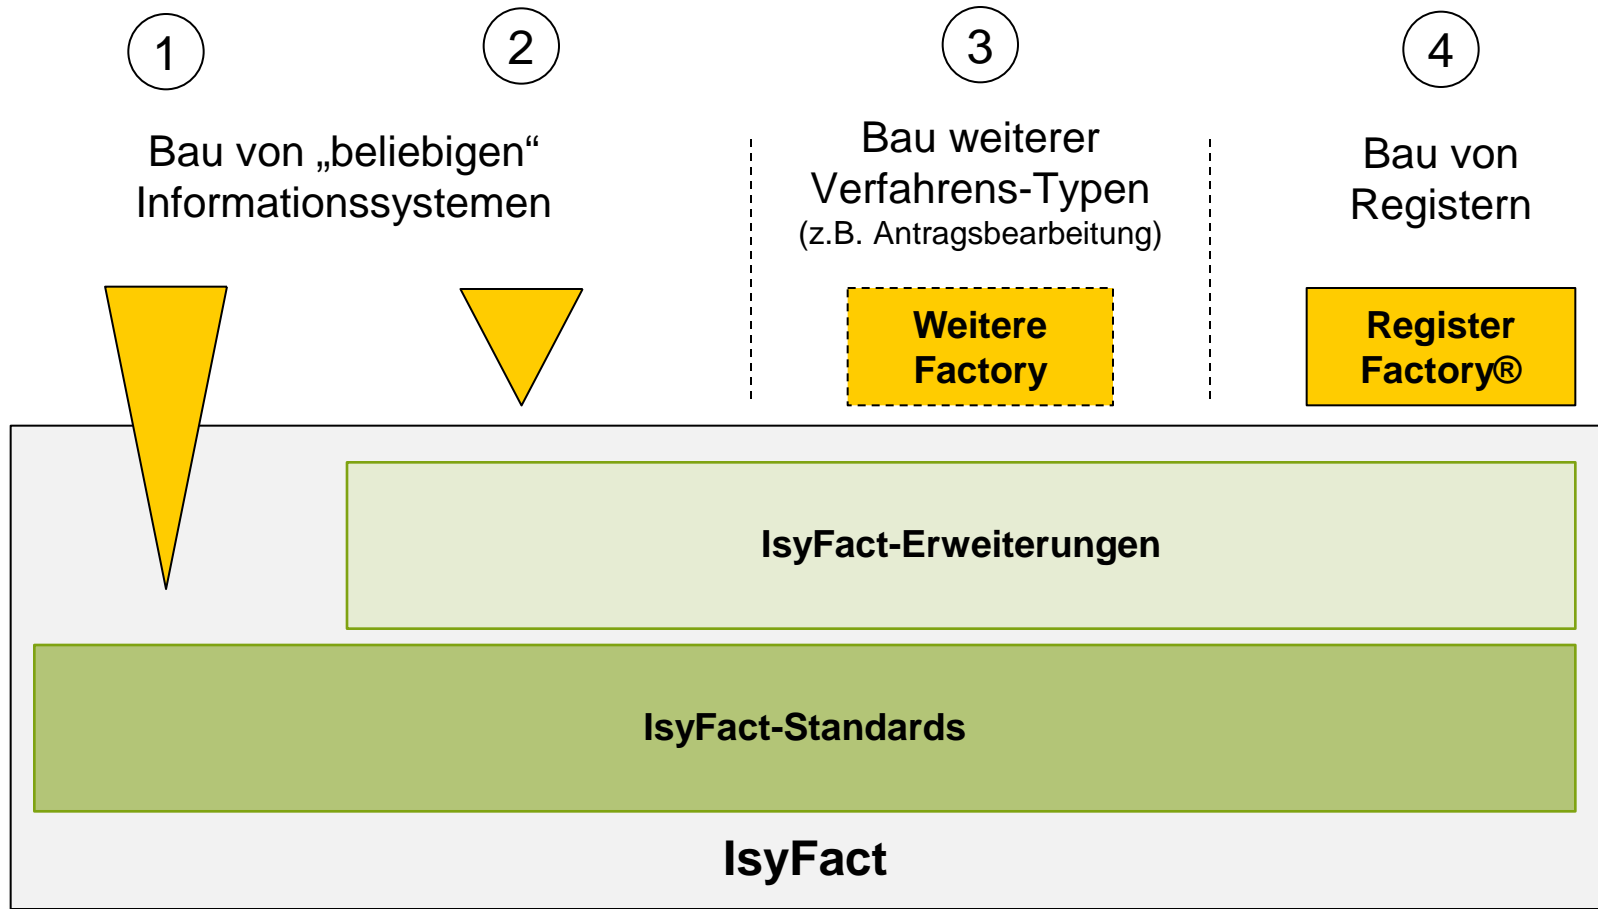 1
2
3
4
Bau von „beliebigen“
Informationssystemen
Bau weiterer
Verfahrens-Typen
(z.B. Antragsbearbeitung)
Bau von
Registern
Weitere
Factory
Register
Factory®
IsyFact-Erweiterungen
IsyFact-Standards
IsyFact